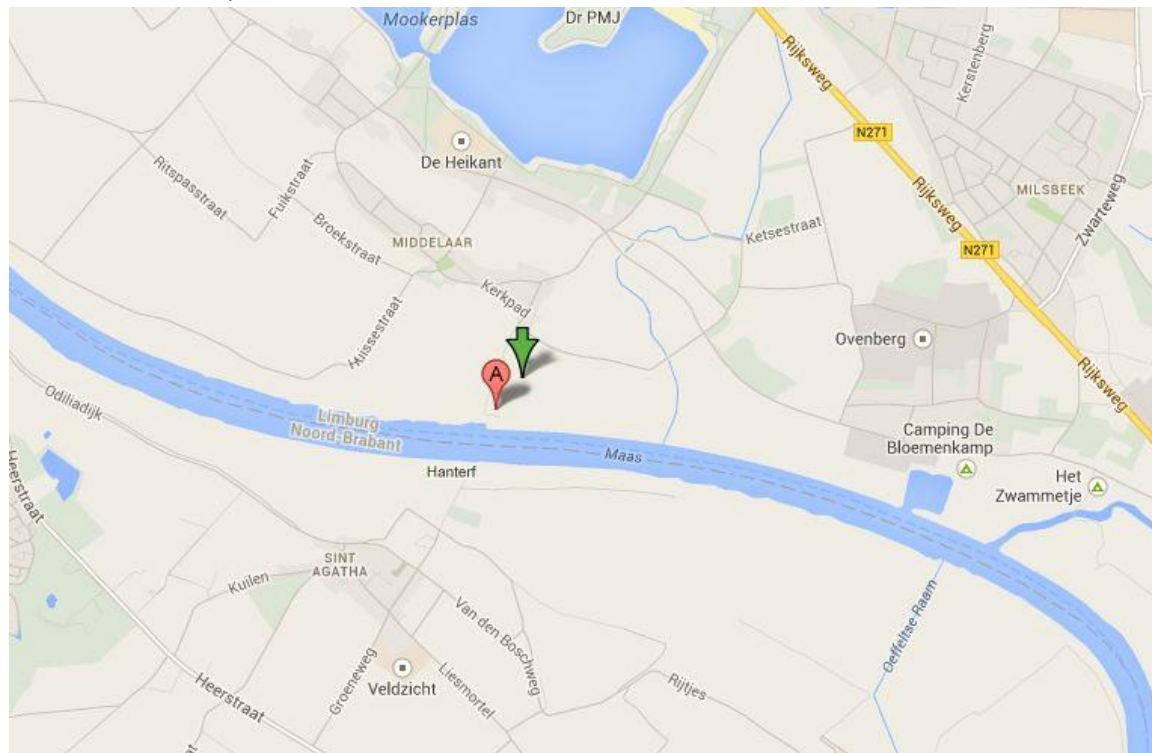 Mookerplas
Dr PMJ
Rijksweg
Kerstenberg
N271
De Heikant
Ritspasstraat
Fuikstraat
Rijksweg
MILSBEEK
Zwarteweg
Broekstraat
Ketsestraat
MIDDELAAR
N271
Kerkpad
Huissestraat
Ovenberg
A
Rijksweg
Odiliadijk
Limburg
Noord-Brabant
Camping De
Bloemenkamp
Maas
Hanterf
Het
Zwammetje
Heerstraat
SINT
AGATHA
Kuilen
Van den Boschweg
Oeffeltse Raam
Groeneweg
Liesmortel
Veldzicht
Rijtjes
Heerstraat